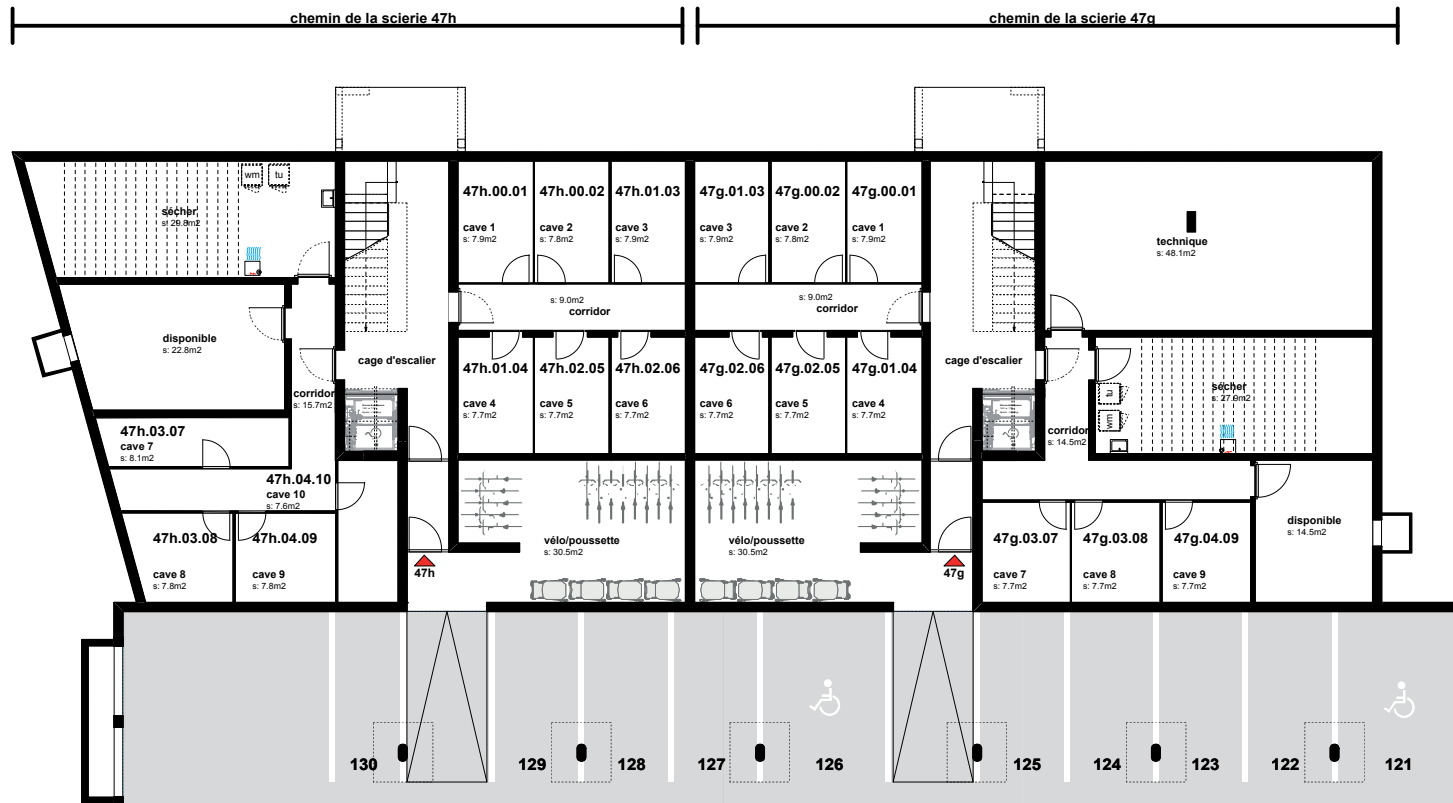 chemin de la scierie 47h
chemin de la scierie 47g
wm
tu
sécher
s: 29.8m2
47h.00.01
cave 1
s: 7.9m2
47h.00.02
cave 2
s: 7.8m2
47h.01.03
cave 3
s: 7.9m2
47g.01.03
cave 3
s: 7.9m2
47g.00.02
cave 2
s: 7.8m2
47g.00.01
cave 1
s: 7.9m2
technique
s: 48.1m2
s: 9.0m2
corridor
s: 9.0m2
corridor
disponible
s: 22.8m2
cage d'escalier
cage d'escalier
corridor
s: 15.7m2
47h.01.04
cave 4
s: 7.7m2
47h.02.05
cave 5
s: 7.7m2
47h.02.06
cave 6
s: 7.7m2
47g.02.06
cave 6
s: 7.7m2
47g.02.05
cave 5
s: 7.7m2
47g.01.04
cave 4
s: 7.7m2
tu
wm
sécher
s: 27.9m2
corridor
s: 14.5m2
47h.03.07
cave 7
s: 8.1m2
47h.04.10
cave 10
s: 7.6m2
47h.03.08
cave 8
s: 7.8m2
47h.04.09
cave 9
s: 7.8m2
47h
vélo/poussette
s: 30.5m2
vélo/poussette
s: 30.5m2
47g
47g.03.07
cave 7
s: 7.7m2
47g.03.08
cave 8
s: 7.7m2
47g.04.09
cave 9
s: 7.7m2
disponible
s: 14.5m2
130
129
128
127
126
125
124
123
122
121